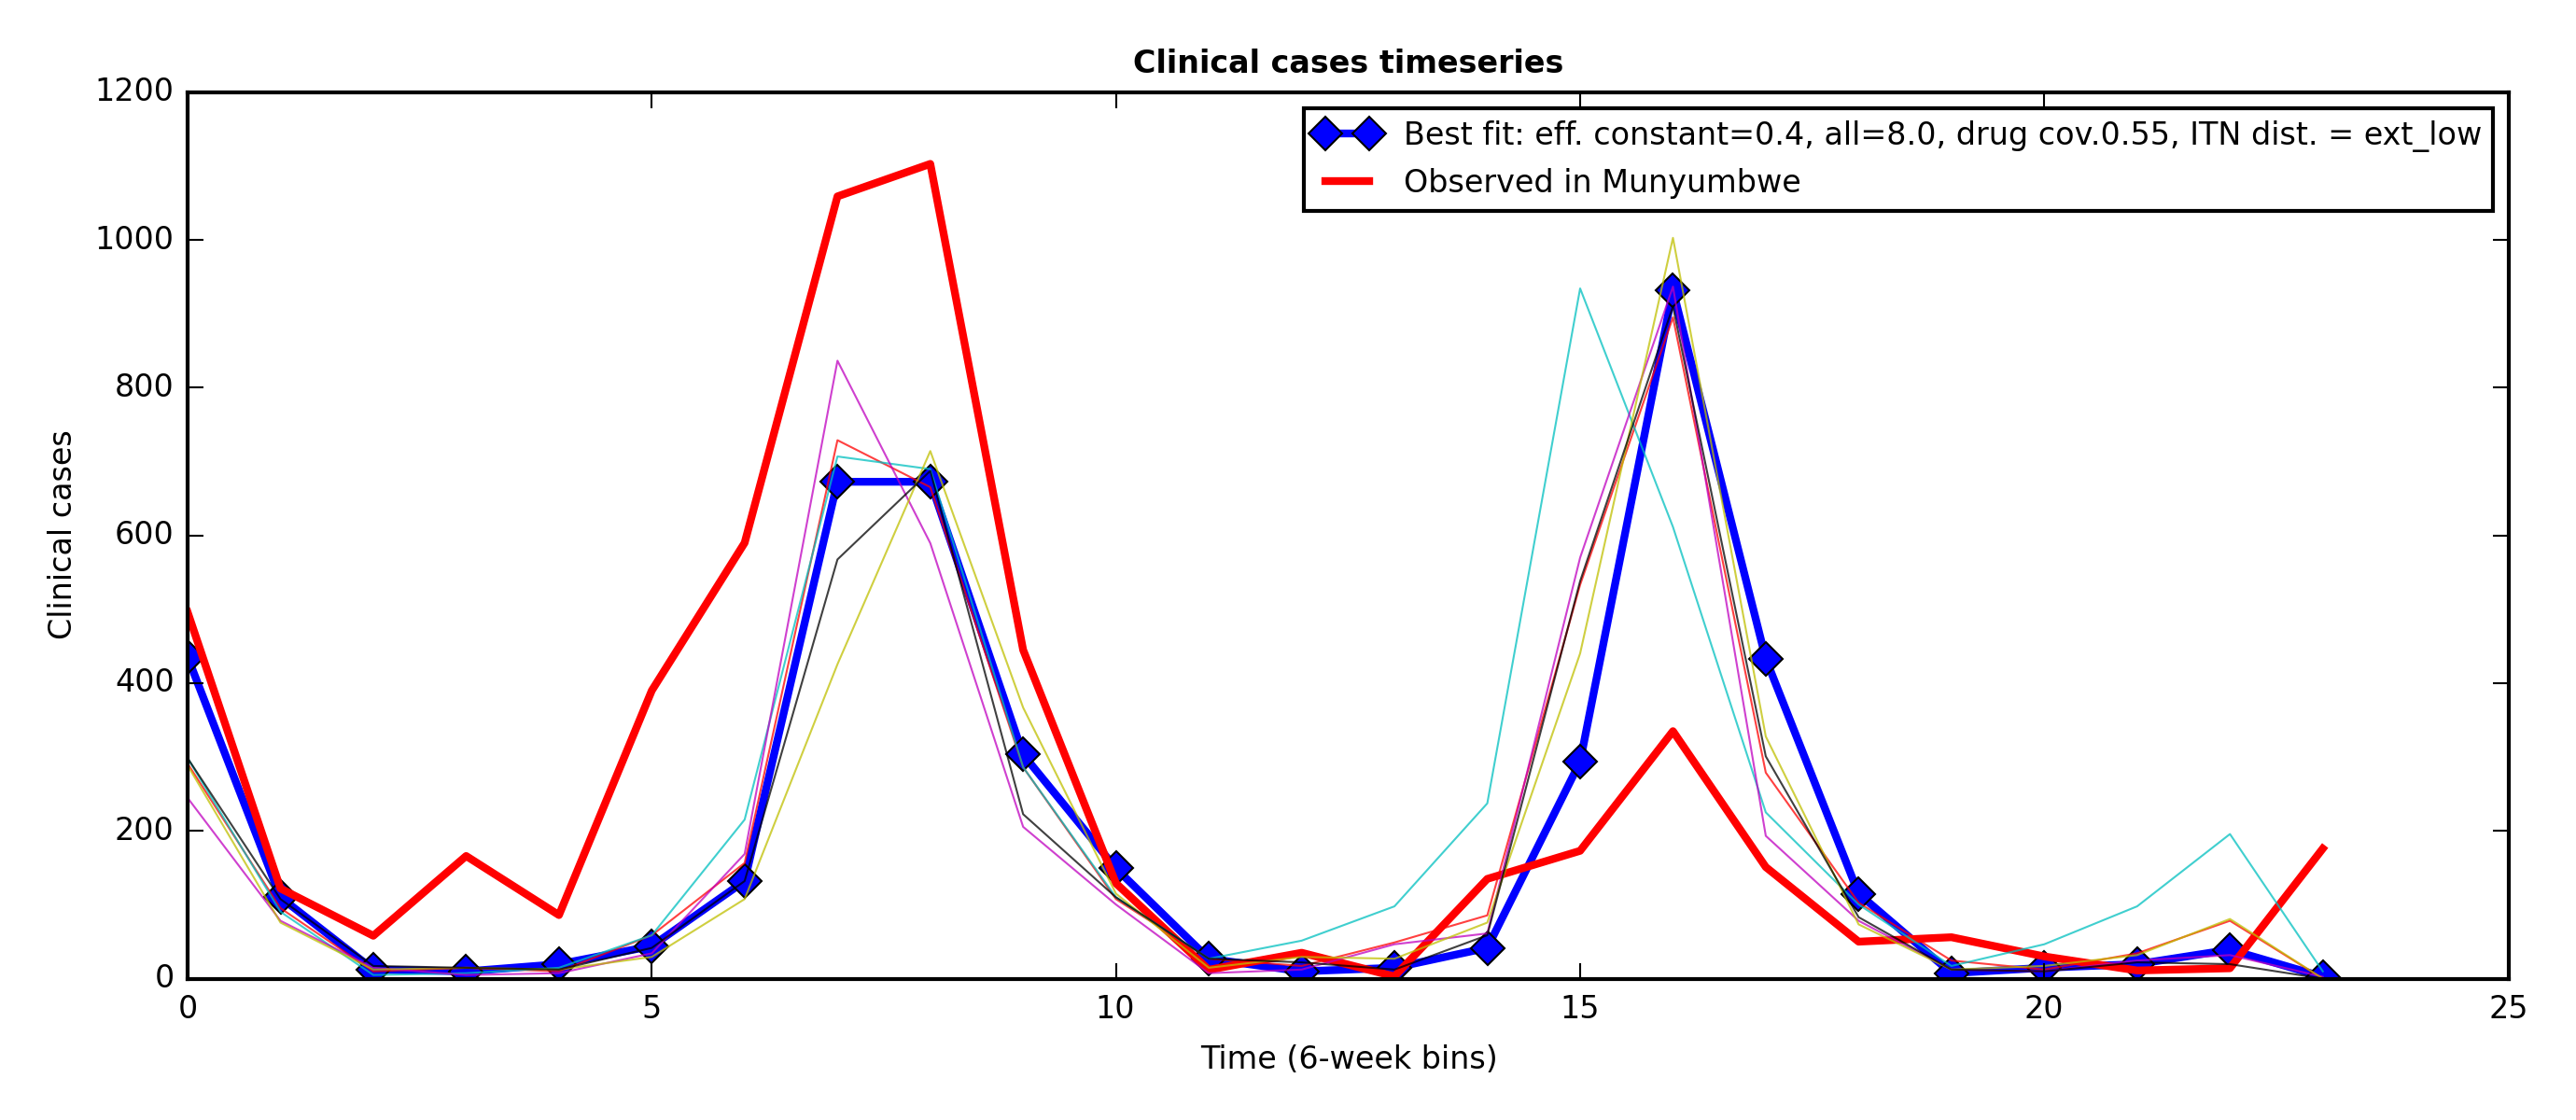 Clinical cases timeseries
1200
1000
800
600
400
200
0
Clinical cases
Best fit: eff. constant=0.4, all=8.0, drug cov.0.55, ITN dist. = ext_low
Observed in Munyumbwe
0 5 10 15 20 25
Time (6-week bins)